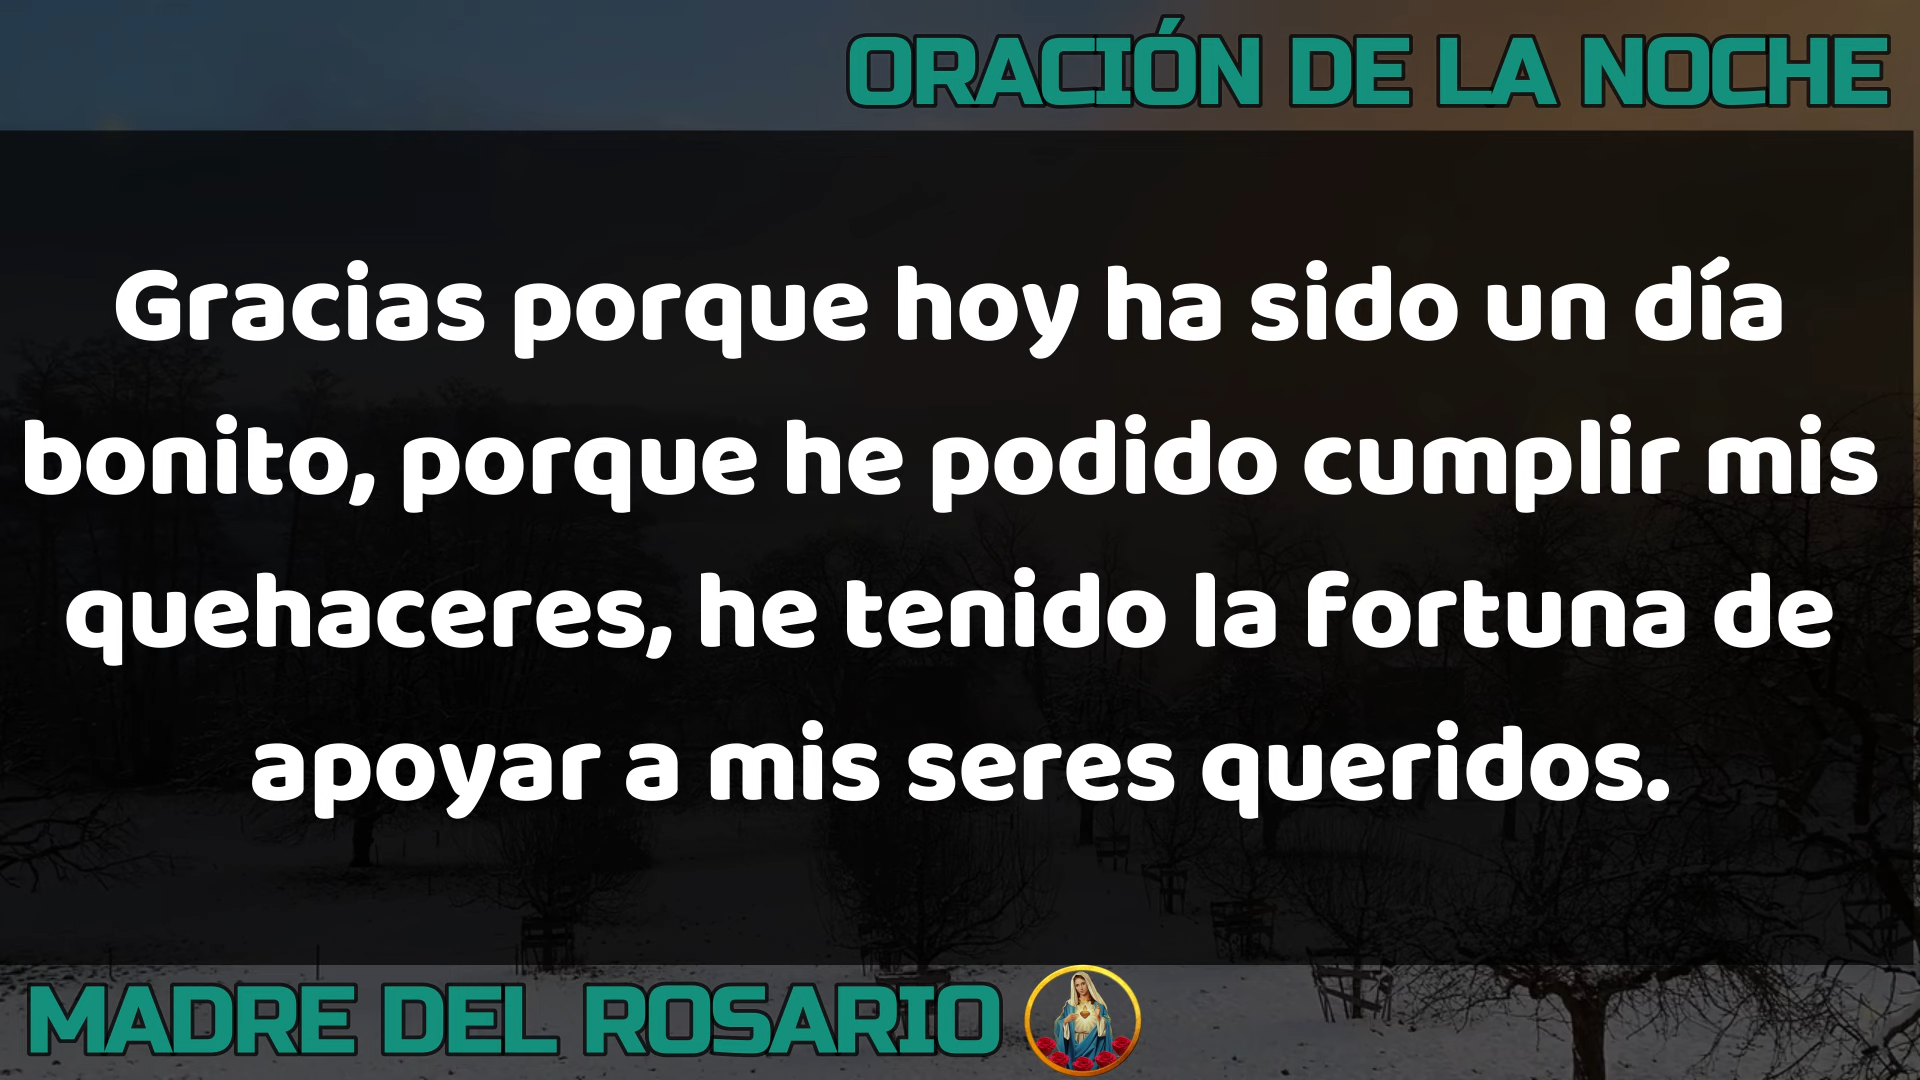 ORACIÓN DE LA NOCHE
Gracias porque hoy ha sido un día
bonito, porque he podido cumplir mis
quehaceres, he tenido la fortuna de
apoyar a mis seres queridos.
MADRE DEL ROSARIO